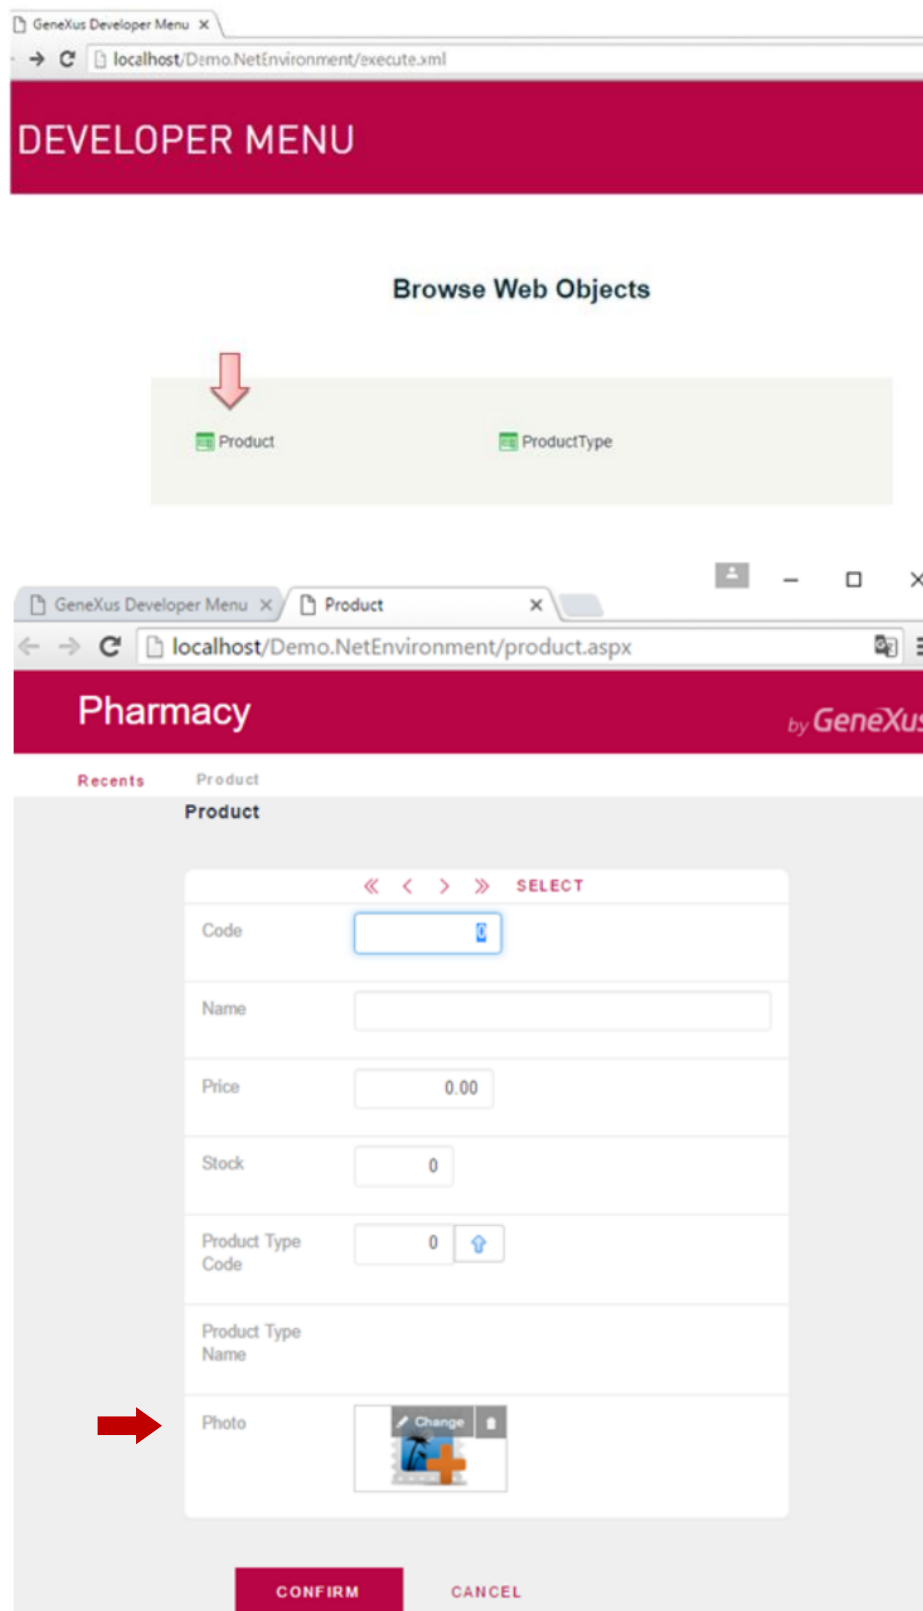 GeneXus Developer Menu
localhost/Demo.NetEnvironment/execute.xml
DEVELOPER MENU
Browse Web Objects
Product ProductType
GeneXus Developer Menu Product
localhost/Demo.NetEnvironment/product.aspx
Pharmacy by GeneXus
Recents Product
Product
SELECT
Code 0
Name
Price 0.00
Stock 0
Product Type 0
Code
Product Type
Name
Photo Change
CONFIRM CANCEL